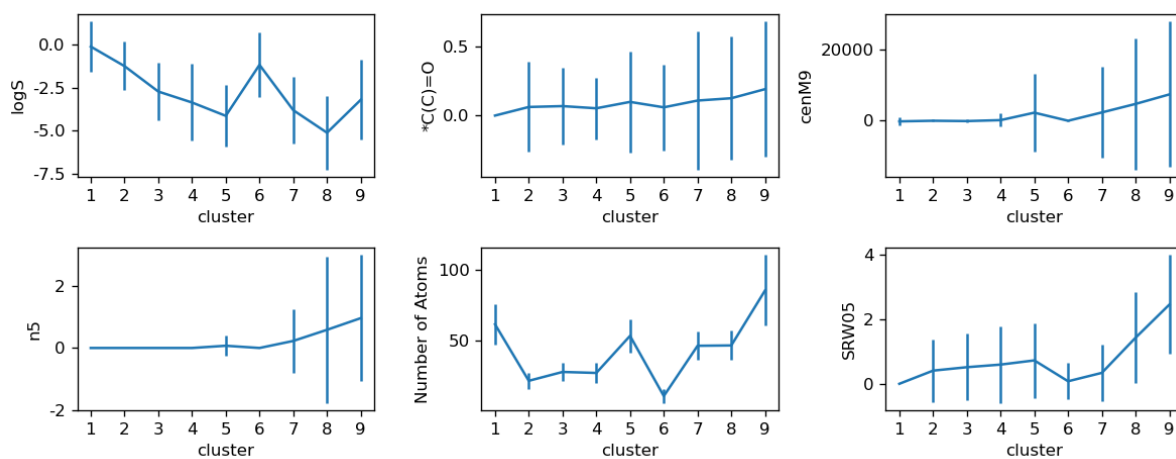 0.0
-2.5
-5.0
-7.5
logS
1 2 3 4 5 6 7 8 9
cluster
0.5
0.0
*C(C)=O
1 2 3 4 5 6 7 8 9
cluster
20000
0
cenM9
1 2 3 4 5 6 7 8 9
cluster
2
0
-2
n5
1 2 3 4 5 6 7 8 9
cluster
100
50
Number of Atoms
1 2 3 4 5 6 7 8 9
cluster
4
2
0
SRW05
1 2 3 4 5 6 7 8 9
cluster